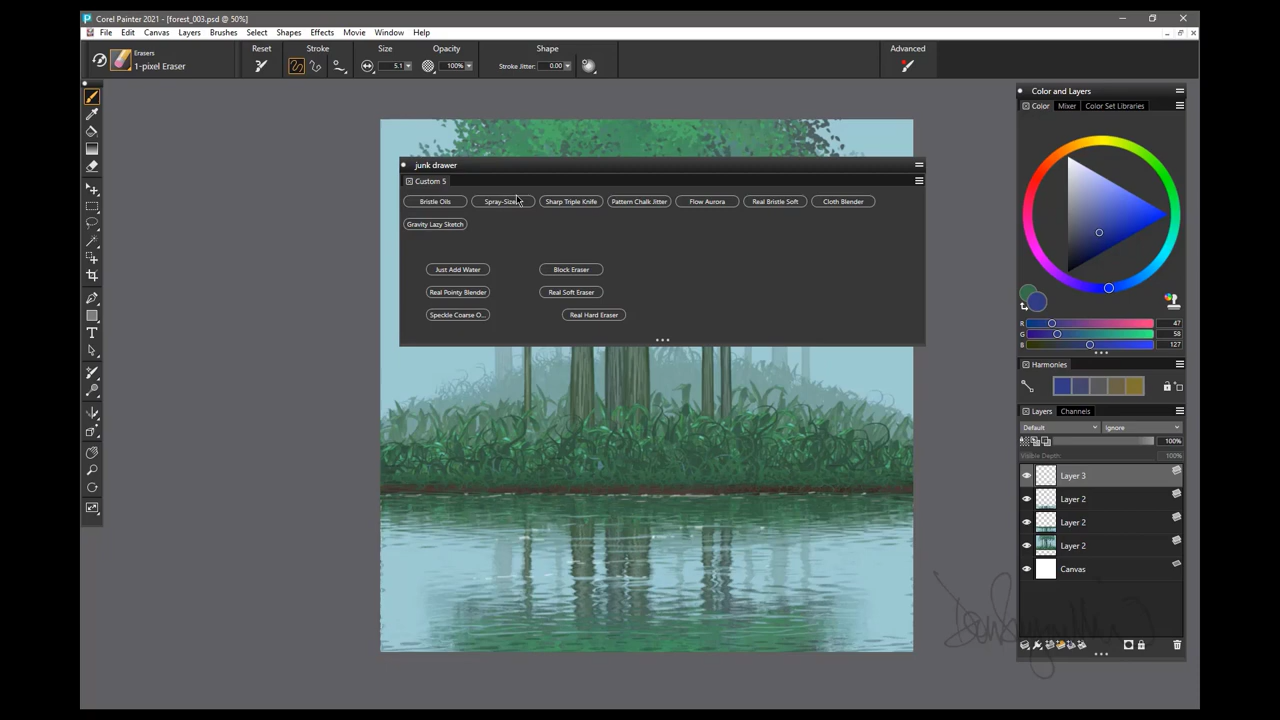 Corel Painter 2021 - [forest_003.psd @ 50%]
File Edit Canvas Layers Brushes Select Shapes Effects Movie Window Help
Erasers
1-pixel Eraser
Reset Stroke Size Opacity Shape Advanced
5.1 100% Stroke Jitter: 0.00
junk drawer
Custom 5
Bristle Oils Sharp Triple Knife Pattern Chalk Jitter Flow Aurora Real Bristle Soft Cloth Blender
Gravity Lazy Sketch
Just Add Water Block Eraser
Real Pointy Blender Real Soft Eraser
Speckle Coarse O... Real Hard Eraser
Color and Layers
Color Mixer Color Set Libraries
R 47
G 58
B 127
Harmonies
Layers Channels
Default Ignore
100%
Visible Depth: 100%
Layer 3
Layer 2
Layer 2
Layer 2
Canvas